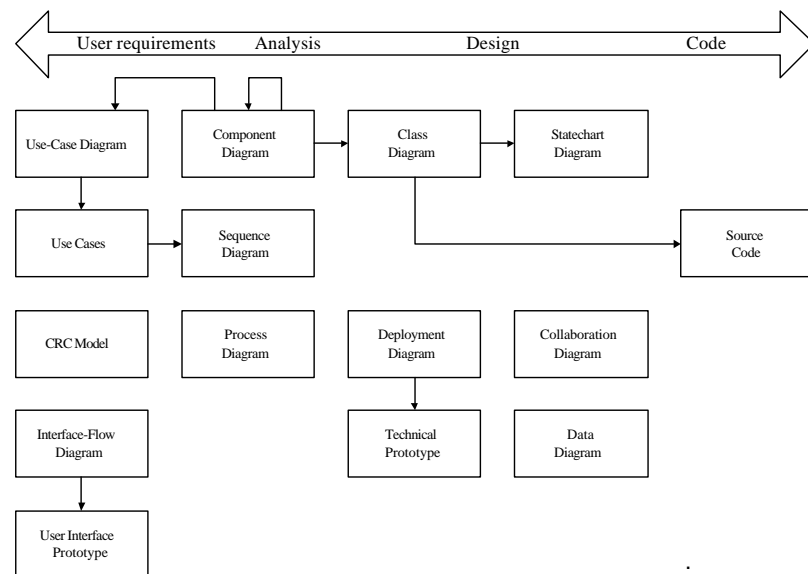 User requirements Analysis Design Code
Use-Case Diagram
Component
Diagram
Class
Diagram
Statechart
Diagram
Use Cases
Sequence
Diagram
Source
Code
CRC Model
Process
Diagram
Deployment
Diagram
Collaboration
Diagram
Interface-Flow
Diagram
Technical
Prototype
Data
Diagram
User Interface
Prototype
.